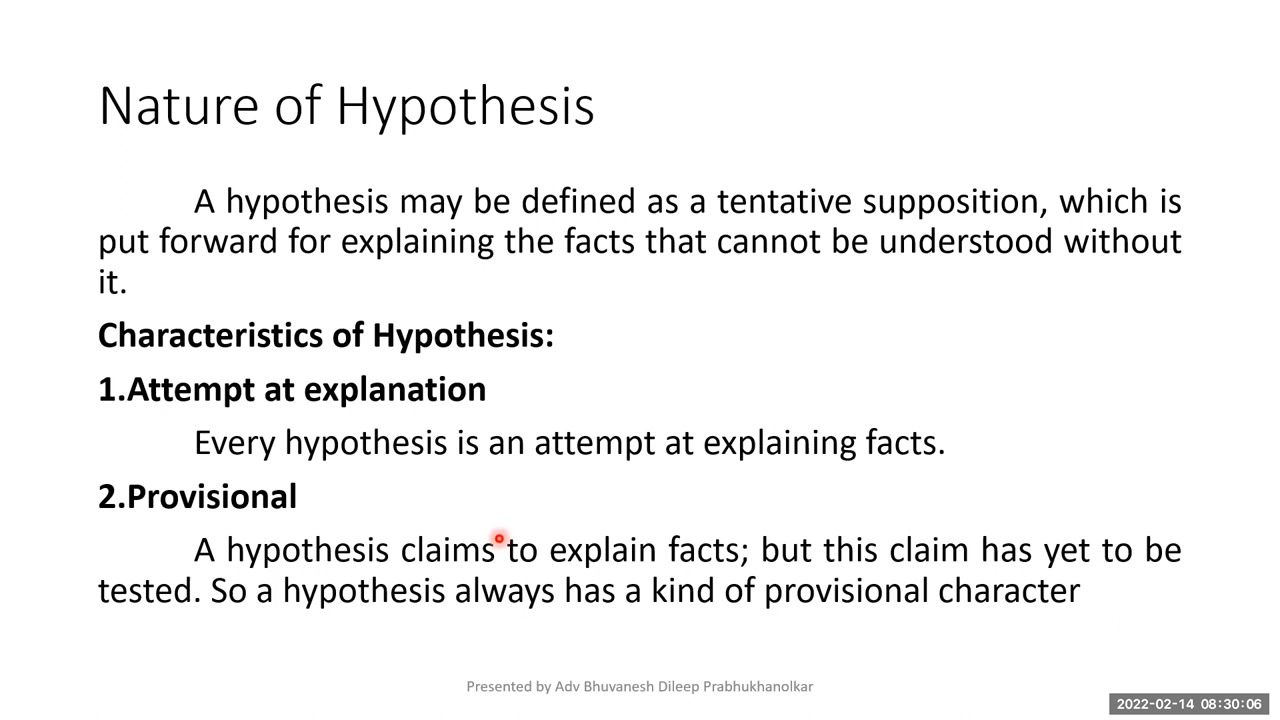 Nature of Hypothesis
A hypothesis may be defined as a tentative supposition, which is
put forward for explaining the facts that cannot be understood without
it.
Characteristics of Hypothesis:
1.Attempt at explanation
Every hypothesis is an attempt at explaining facts.
2.Provisional
A hypothesis claims to explain facts; but this claim has yet to be
tested. So a hypothesis always has a kind of provisional character
Presented by Adv Bhuvanesh Dileep Prabhukhanolkar
2022-02-14 08:30:06